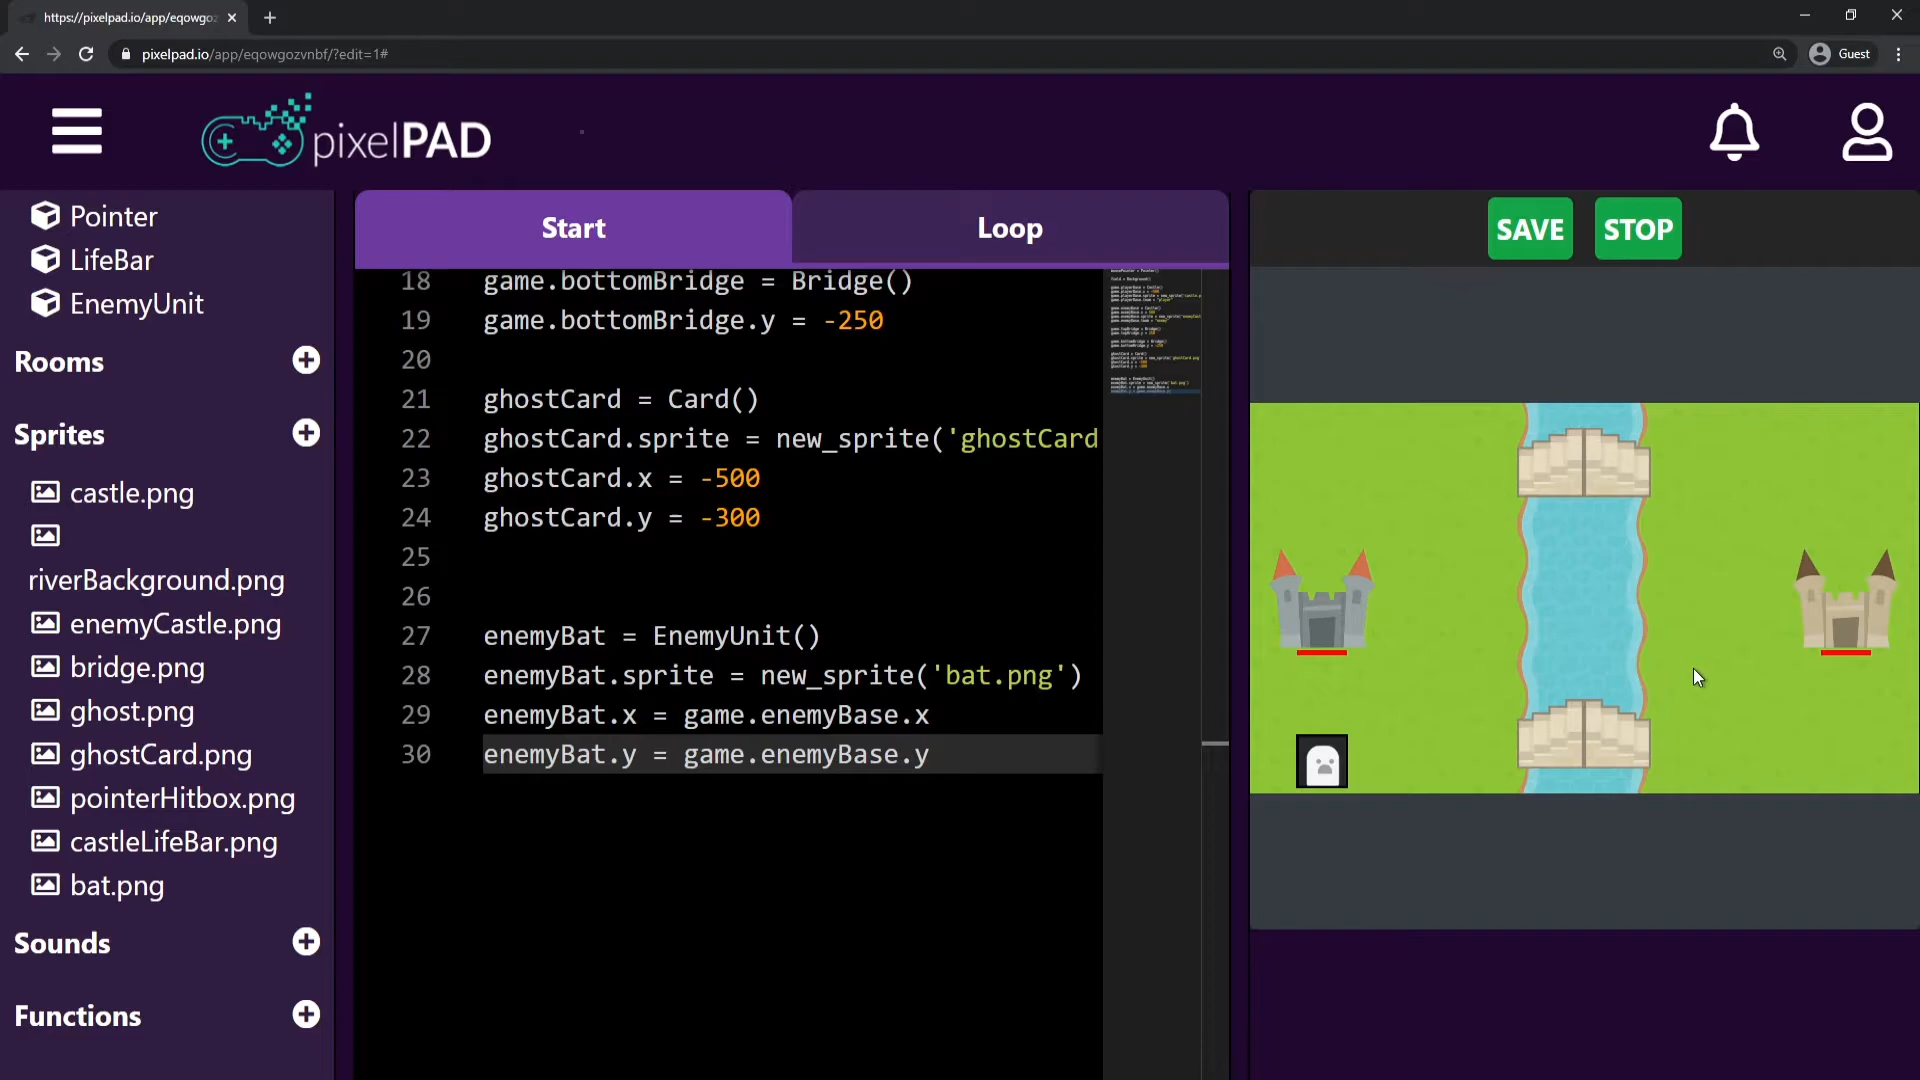 https://pixelpad.io/app/eqowgoz
pixelpad.io/app/eqowgozvnbf/?edit=1#
Guest
pixelPAD
Pointer
LifeBar
EnemyUnit
Rooms
Sprites
castle.png
riverBackground.png
enemyCastle.png
bridge.png
ghost.png
ghostCard.png
pointerHitbox.png
castleLifeBar.png
bat.png
Sounds
Functions
Start
Loop
18 game.bottomBridge = Bridge()
19 game.bottomBridge.y = -250
20
21 ghostCard = Card()
22 ghostCard.sprite = new_sprite('ghostCard
23 ghostCard.x = -500
24 ghostCard.y = -300
25
26
27 enemyBat = EnemyUnit()
28 enemyBat.sprite = new_sprite('bat.png')
29 enemyBat.x = game.enemyBase.x
30 enemyBat.y = game.enemyBase.y
SAVE
STOP